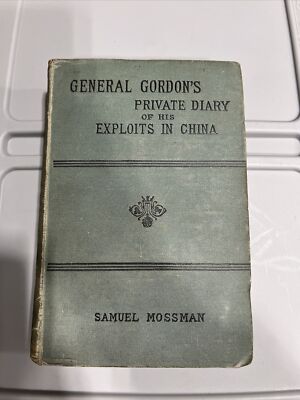 GENERAL GORDON'S
PRIVATE DIARY
OF HIS
EXPLOITS IN CHINA
SAMUEL MOSSMAN